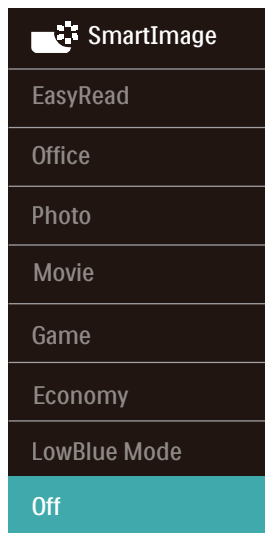 SmartImage
EasyRead
Office
Photo
Movie
Game
Economy
LowBlue Mode
Off